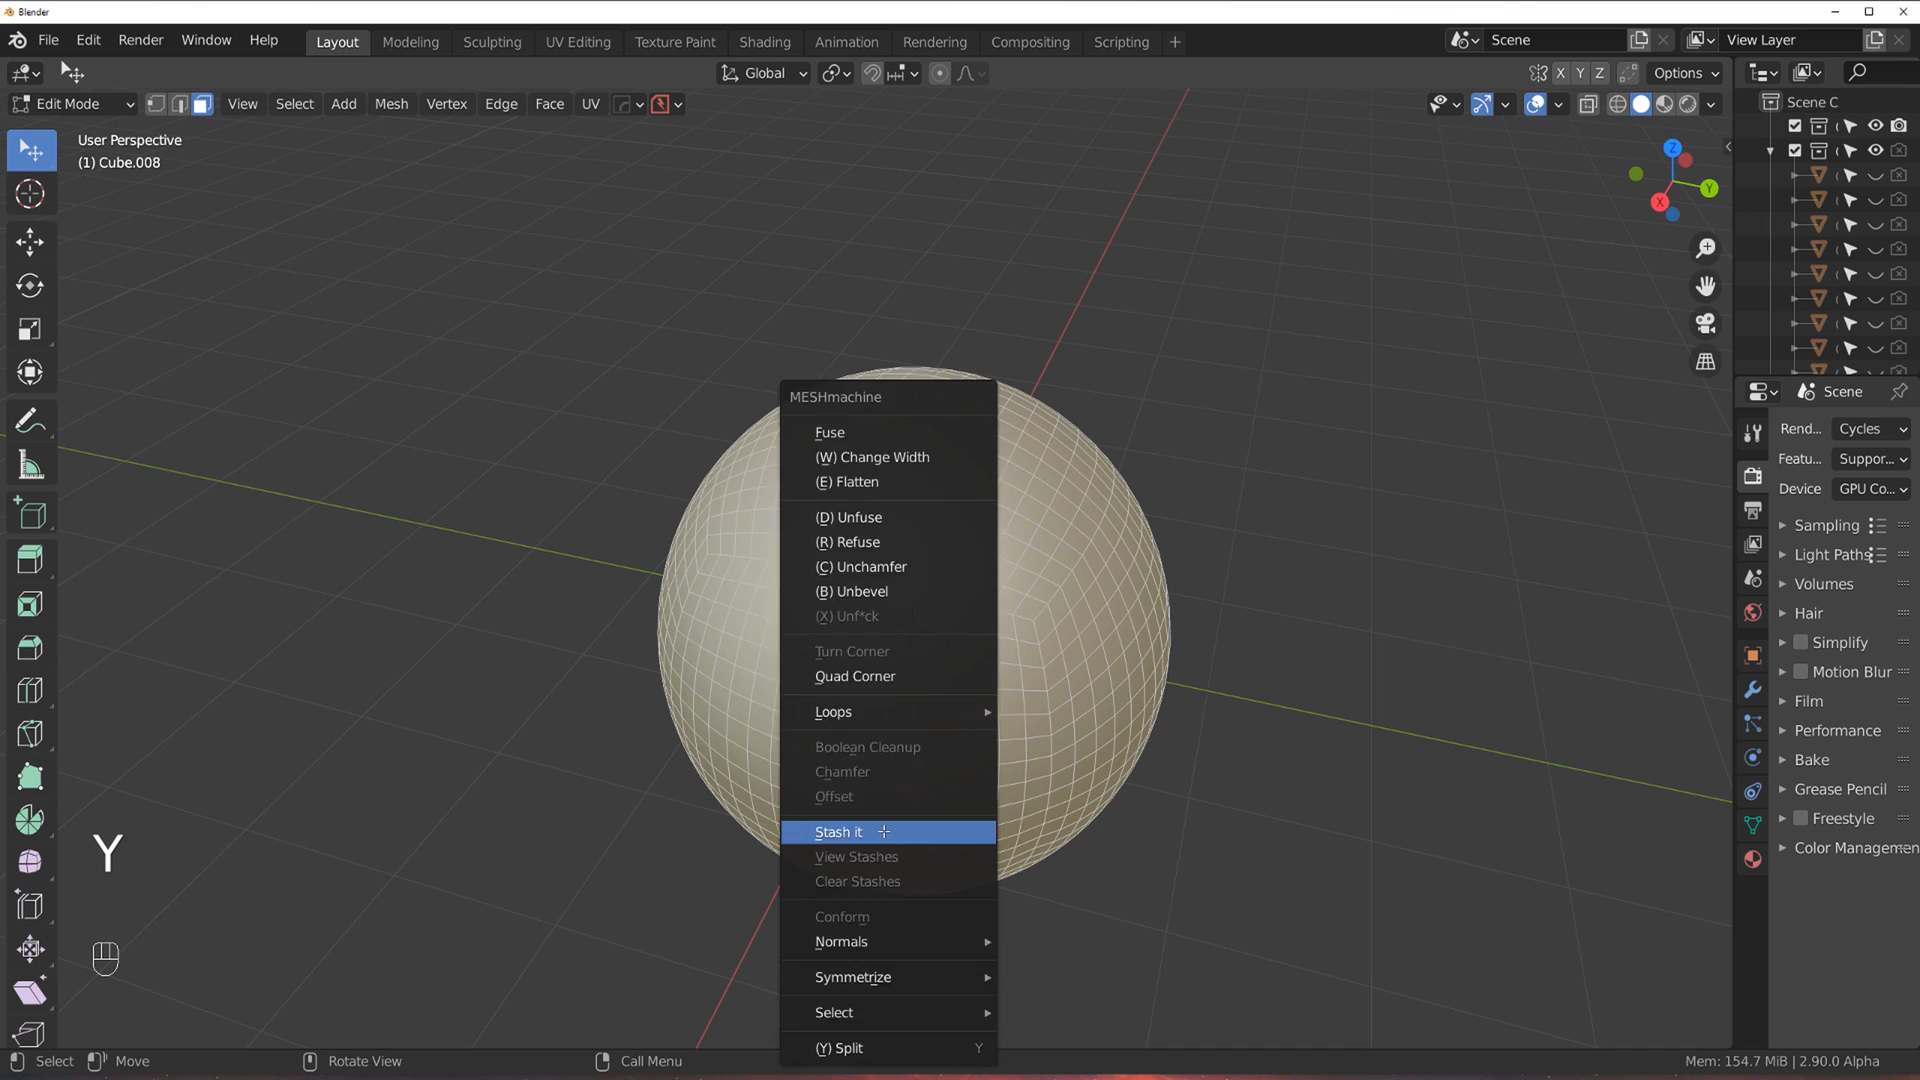 Blender
File Edit Render Window Help Layout Modeling Sculpting UV Editing Texture Paint Shading Animation Rendering Compositing Scripting + Scene View Layer
Global X Y Z Options
Edit Mode View Select Add Mesh Vertex Edge Face UV Scene C
User Perspective
(1) Cube.008
Z
Y
X
MESHmachine
Fuse
(W) Change Width
(E) Flatten
(D) Unfuse
(R) Refuse
(C) Unchamfer
(B) Unbevel
(X) Unf*ck
Turn Corner
Quad Corner
Loops
Boolean Cleanup
Chamfer
Offset
Stash it
View Stashes
Clear Stashes
Conform
Normals
Symmetrize
Select
(Y) Split Y
Y
Scene
Rend... Cycles
Featu... Suppor...
Device GPU Co...
Sampling
Light Paths
Volumes
Hair
Simplify
Motion Blur
Film
Performance
Bake
Grease Pencil
Freestyle
Color Managemen
Select Move Rotate View Call Menu Mem: 154.7 MiB | 2.90.0 Alpha